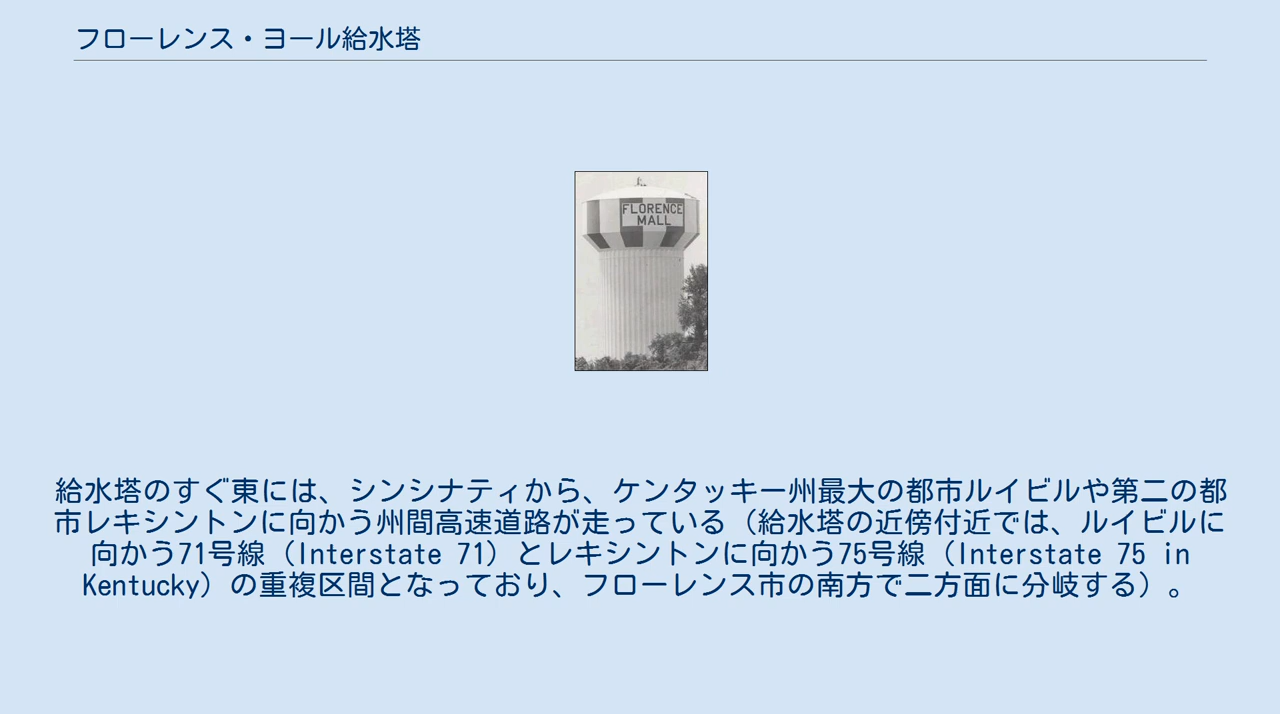 フローレンス・ヨール給水塔
FLORENCE
MALL
給水塔のすぐ東には、シンシナティから、ケンタッキー州最大の都市ルイビルや第二の都
市レキシントンに向かう州間高速道路が走っている（給水塔の近傍付近では、ルイビルに
向かう71号線（Interstate 71）とレキシントンに向かう75号線（Interstate 75 in
Kentucky）の重複区間となっており、フローレンス市の南方で二方面に分岐する）。